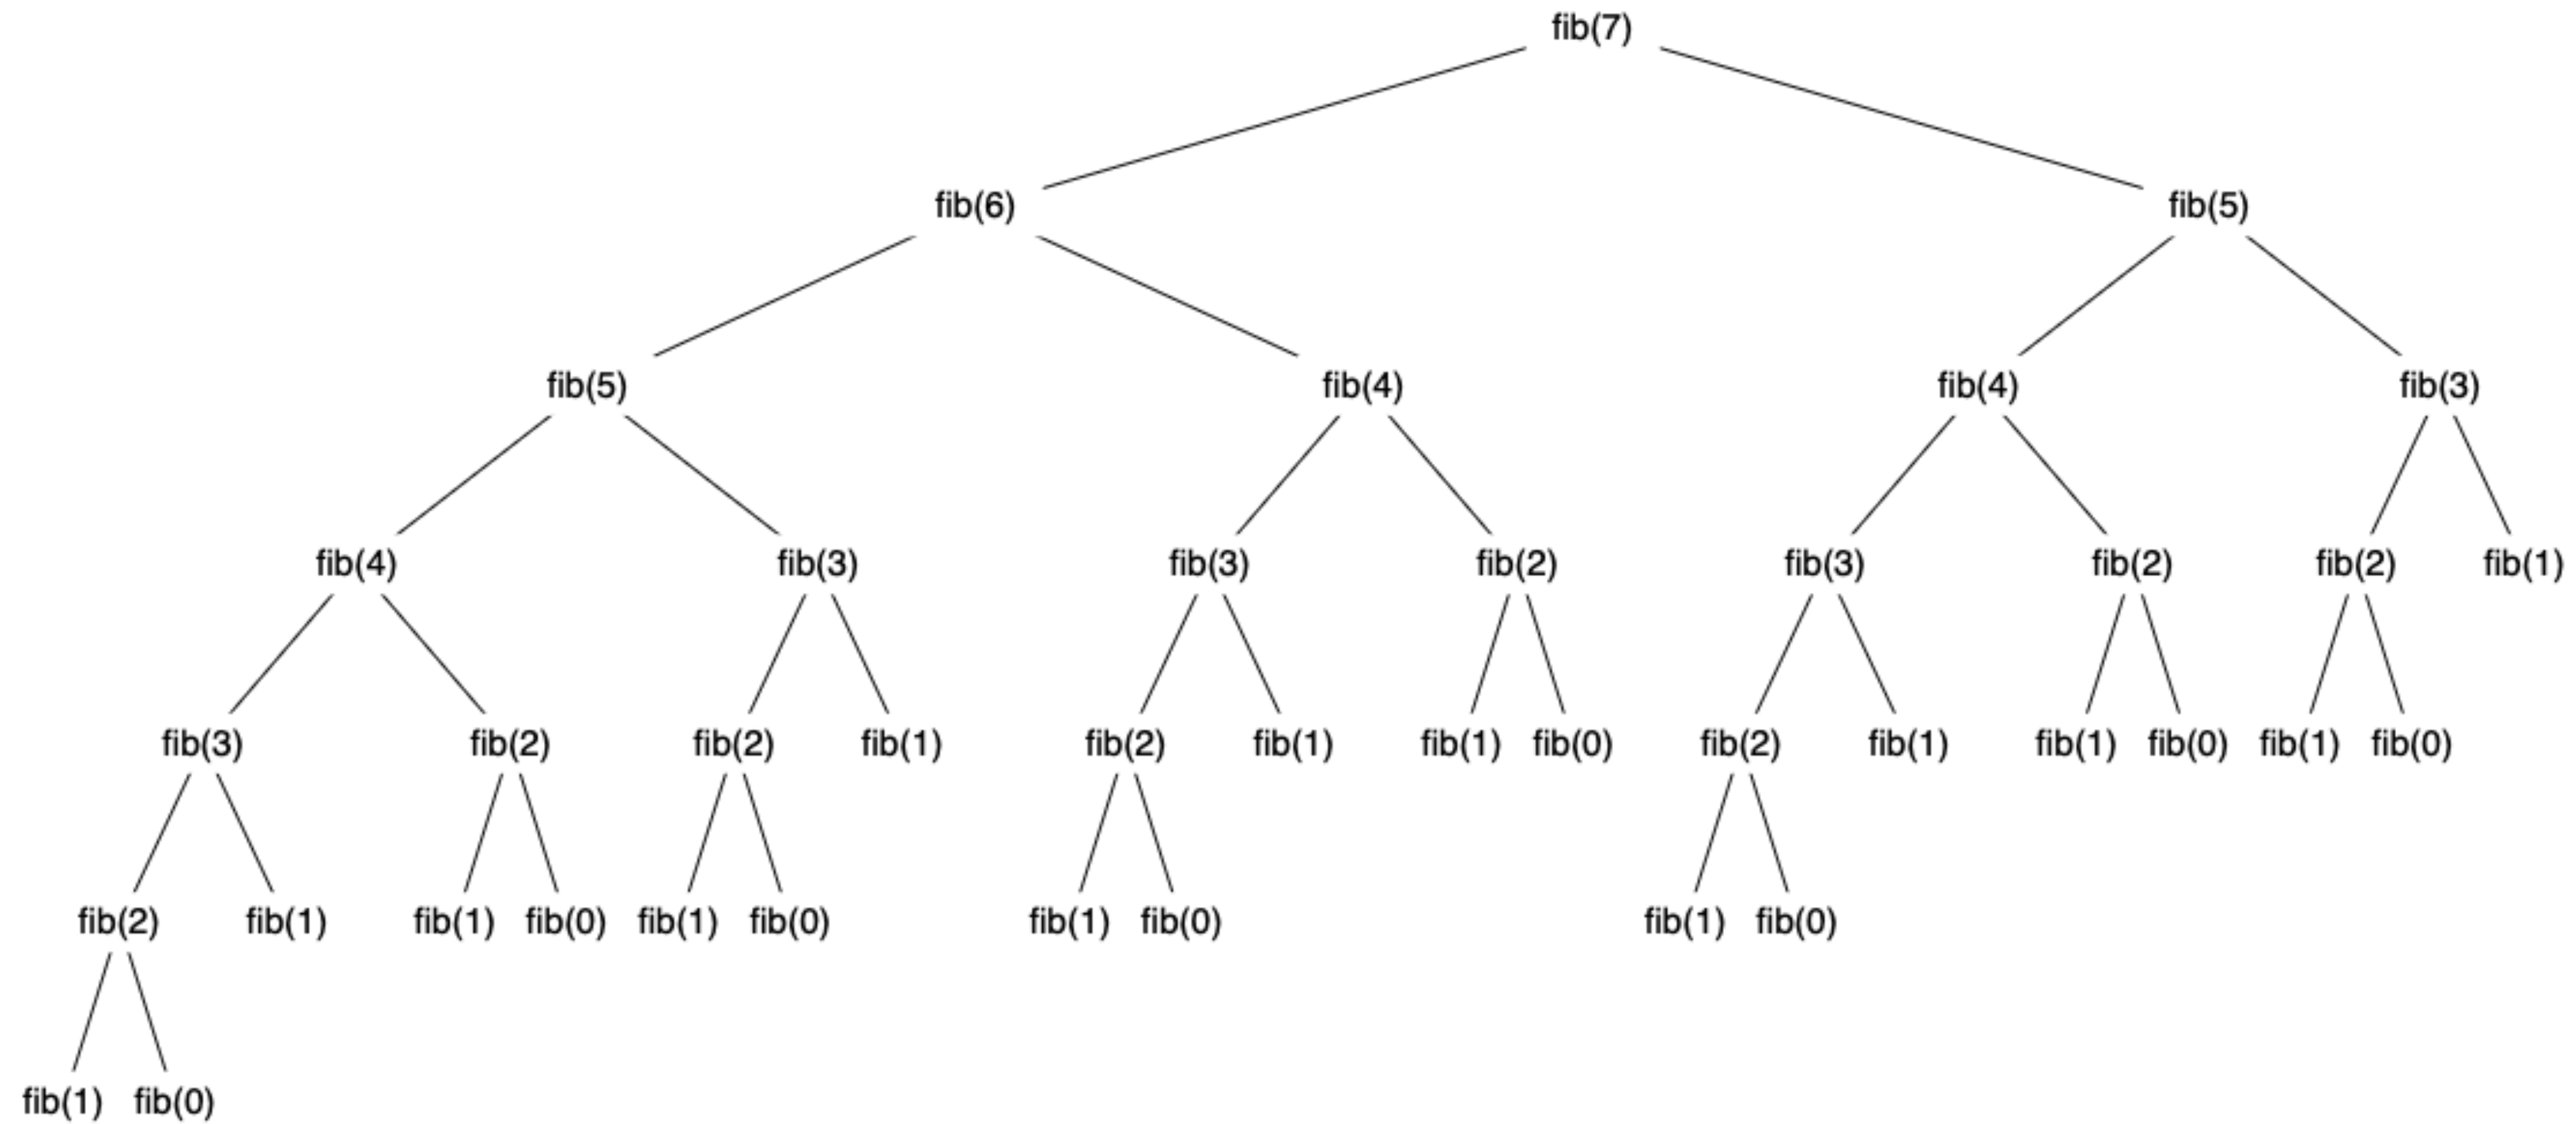 fib(7)
fib(6) fib(5)
fib(5) fib(4) fib(4) fib(3)
fib(4) fib(3) fib(3) fib(2) fib(3) fib(2) fib(2) fib(1)
fib(3) fib(2) fib(2) fib(1) fib(2) fib(1) fib(1) fib(0) fib(2) fib(1) fib(1) fib(0) fib(1) fib(0)
fib(2) fib(1) fib(1) fib(0) fib(1) fib(0) fib(1) fib(0) fib(1) fib(0)
fib(1) fib(0)